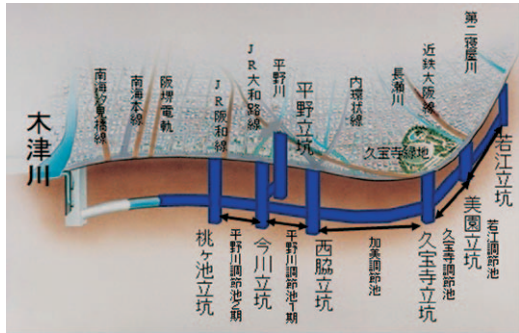 木津川
南海汐見橋線
南海本線
阪堺電軌
JR阪和線
JR大和路線
平野川
平野立坑
内環状線
長瀬川
近鉄大阪線
第二寝屋川
久宝寺緑地
桃ヶ池立坑
平野川調節池2期
今川立坑
平野川調節池1期
西脇立坑
加美調節池
久宝寺立坑
久宝寺調節池
美園立坑
若江調節池
若江立坑